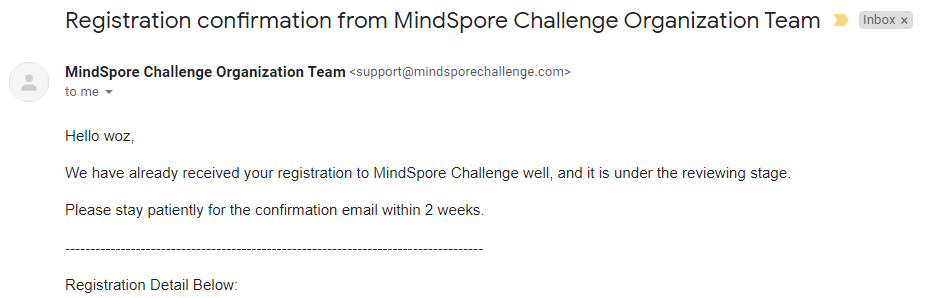 Registration confirmation from MindSpore Challenge Organization Team Inbox ×
MindSpore Challenge Organization Team <support@mindsporechallenge.com>
to me
Hello woz,
We have already received your registration to MindSpore Challenge well, and it is under the reviewing stage.
Please stay patiently for the confirmation email within 2 weeks.
-----------------------------------------------------------------------------------
Registration Detail Below: